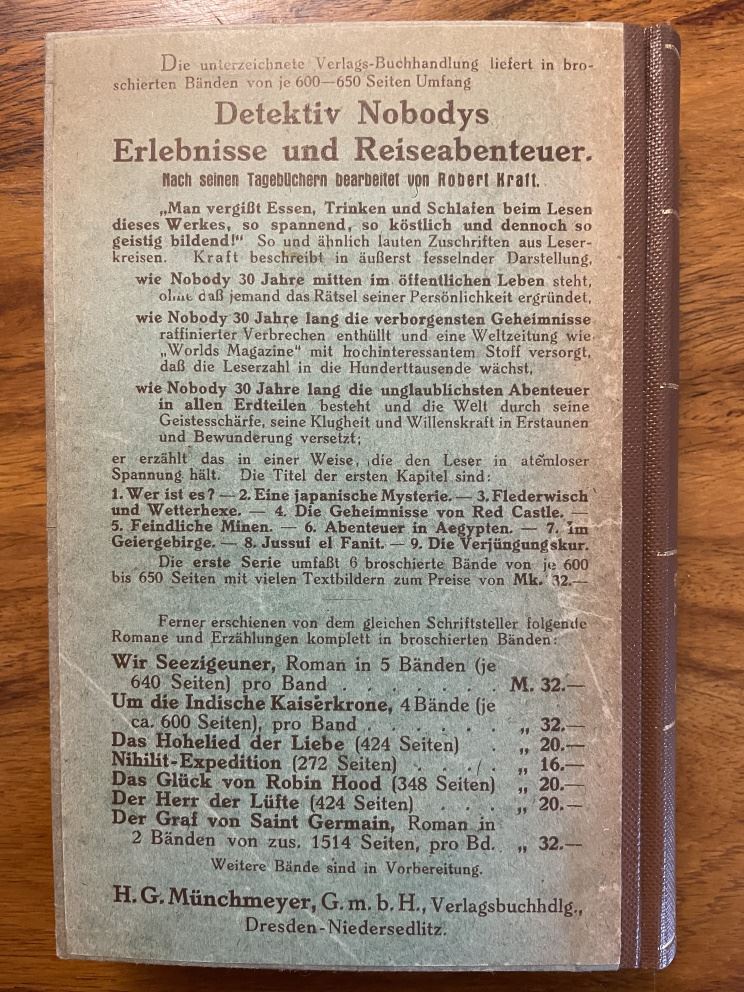 Die unterzeichnete Verlags-Buchhandlung liefert in bro-
schierten Bänden von je 600—650 Seiten Umfang
Detektiv Nobodys
Erlebnisse und Reiseabenteuer.
Nach seinen Tagebüchern bearbeitet von Robert Kraft.
„Man vergißt Essen, Trinken und Schlafen beim Lesen
dieses Werkes, so spannend, so köstlich und dennoch so
geistig bildend!“ So und ähnlich lauten Zuschriften aus Leser-
kreisen. Kraft beschreibt in äußerst fesselnder Darstellung,
wie Nobody 30 Jahre mitten im öffentlichen Leben steht,
ohne daß jemand das Rätsel seiner Persönlichkeit ergründet,
wie Nobody 30 Jahre lang die verborgensten Geheimnisse
raffinierter Verbrechen enthüllt und eine Weltzeitung wie
„Worlds Magazine“ mit hochinteressantem Stoff versorgt,
daß die Leserzahl in die Hunderttausende wächst,
wie Nobody 30 Jahre lang die unglaublichsten Abenteuer
in allen Erdteilen besteht und die Welt durch seine
Geistesschärfe, seine Klugheit und Willenskraft in Erstaunen
und Bewunderung versetzt;
er erzählt das in einer Weise, die den Leser in atemloser
Spannung hält. Die Titel der ersten Kapitel sind:
1. Wer ist es? — 2. Eine japanische Mysterie. — 3. Flederwisch
und Wetterhexe. — 4. Die Geheimnisse von Red Castle. —
5. Feindliche Minen. — 6. Abenteuer in Aegypten. — 7. Im
Geiergebirge. — 8. Jussuf el Fanit. — 9. Die Verjüngungskur.
Die erste Serie umfaßt 6 broschierte Bände von je 600
bis 650 Seiten mit vielen Textbildern zum Preise von Mk. 32.—
Ferner erschienen von dem gleichen Schriftsteller folgende
Romane und Erzählungen komplett in broschierten Bänden:
Wir Seezigeuner, Roman in 5 Bänden (je
640 Seiten) pro Band . . . . . . M. 32.—
Um die Indische Kaiserkrone, 4 Bände (je
ca. 600 Seiten), pro Band . . . . . . „ 32.—
Das Hohelied der Liebe (424 Seiten) . „ 20.—
Nihilit-Expedition (272 Seiten) . . . . „ 16.—
Das Glück von Robin Hood (348 Seiten) „ 20.—
Der Herr der Lüfte (424 Seiten) . . . „ 20.—
Der Graf von Saint Germain, Roman in
2 Bänden von zus. 1514 Seiten, pro Bd. „ 32.—
Weitere Bände sind in Vorbereitung.
H. G. Münchmeyer, G. m. b. H., Verlagsbuchhdlg.,
Dresden-Niedersedlitz.